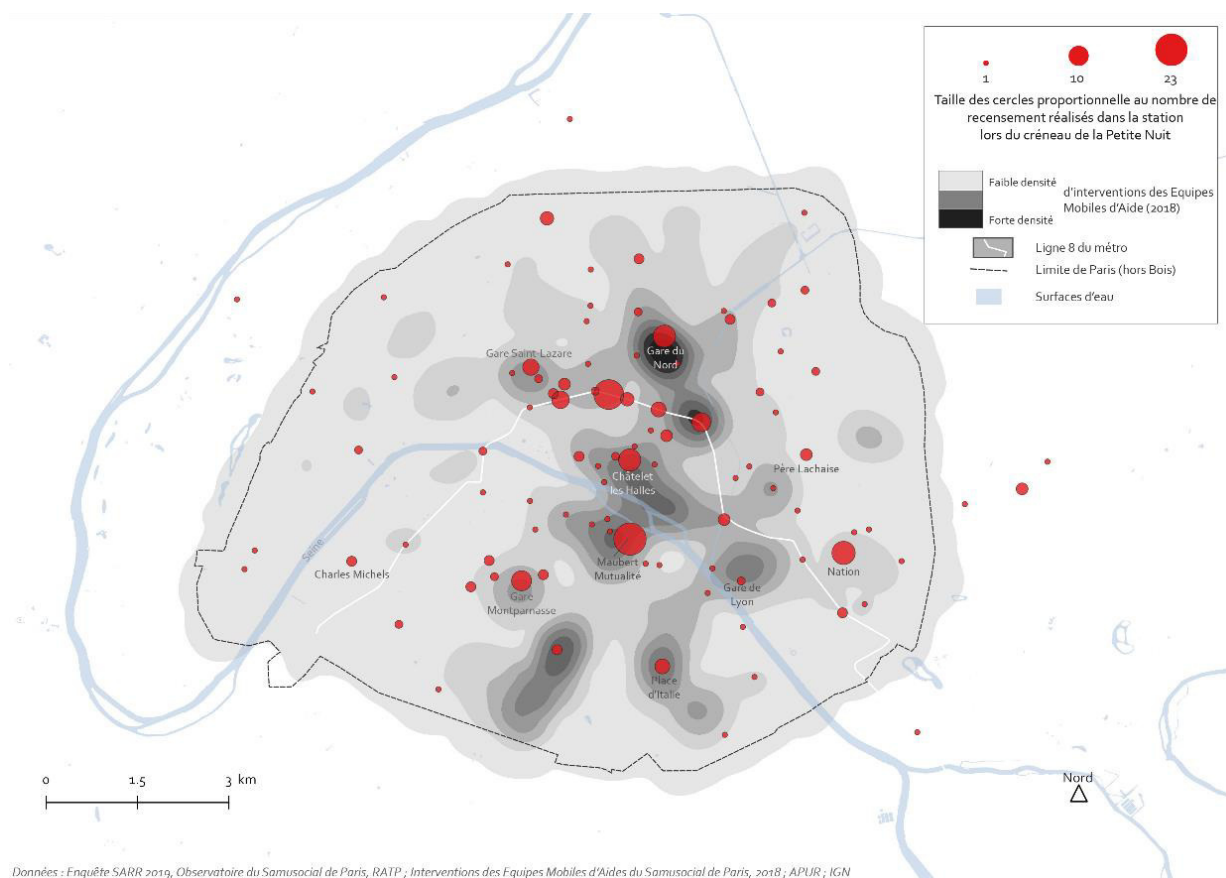 1 10 23
Taille des cercles proportionnelle au nombre de
recensement réalisés dans la station
lors du créneau de la Petite Nuit
Faible densité
d'interventions des Equipes
Mobiles d'Aide (2018)
Forte densité
Ligne 8 du métro
Limite de Paris (hors Bois)
Surfaces d'eau
Gare Saint-Lazare
Gare du
Nord
Châtelet
les Halles
Père Lachaise
Seine
Charles Michels
Maubert
Mutualité
Nation
Gare
Montparnasse
Gare de
Lyon
Place
d'Italie
0 1.5 3 km
Nord
Données : Enquête SARR 2019, Observatoire du Samusocial de Paris, RATP ; Interventions des Equipes Mobiles d'Aides du Samusocial de Paris, 2018 ; APUR ; IGN